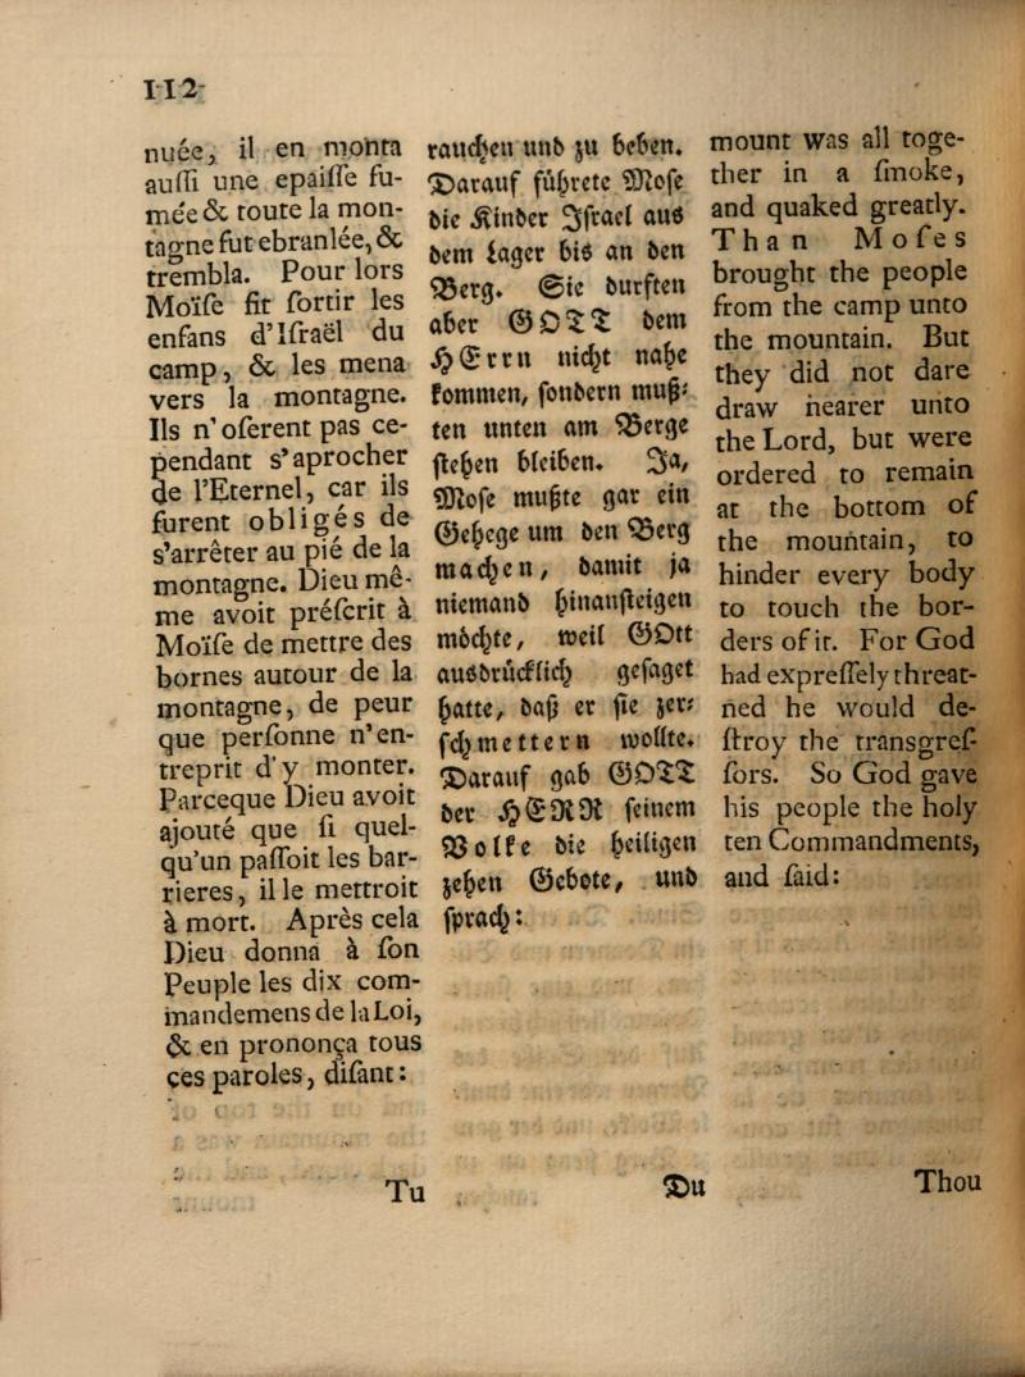 112
nuée, il en monta
auſſi une epaiſſe fu-
mée & toute la mon-
tagne fut ebranlée, &
trembla. Pour lors
Moïſe fit ſortir les
enfans d'Iſraël du
camp, & les mena
vers la montagne.
Ils n'oſerent pas ce-
pendant s'aprocher
de l'Eternel, car ils
furent obligés de
s'arrêter au pié de la
montagne. Dieu mê-
me avoit préſcrit à
Moïſe de mettre des
bornes autour de la
montagne, de peur
que perſonne n'en-
treprit d'y monter.
Parceque Dieu avoit
ajouté que ſi quel-
qu'un paſſoit les bar-
rieres, il le mettroit
à mort. Après cela
Dieu donna à ſon
Peuple les dix com-
mandemens de la Loi,
& en prononça tous
ces paroles, diſant:
Tu
rauchen und zu beben.
Darauf führete Moſe
die Kinder Iſrael aus
dem Lager bis an den
Berg. Sie durften
aber GOTT dem
HErrn nicht nahe
kommen, ſondern muß-
ten unten am Berge
ſtehen bleiben. Ja,
Moſe mußte gar ein
Gehege um den Berg
machen, damit ja
niemand hinanſteigen
möchte, weil GOtt
ausdrücklich geſaget
hatte, daß er ſie zer-
ſchmettern wollte.
Darauf gab GOTT
der HERR ſeinem
Volke die heiligen
zehen Gebote, und
ſprach:
Du
mount was all toge-
ther in a ſmoke,
and quaked greatly.
Than Moſes
brought the people
from the camp unto
the mountain. But
they did not dare
draw nearer unto
the Lord, but were
ordered to remain
at the bottom of
the mountain, to
hinder every body
to touch the bor-
ders of it. For God
had expreſſely threat-
ned he would de-
ſtroy the transgreſ-
ſors. So God gave
his people the holy
ten Commandments,
and ſaid:
Thou